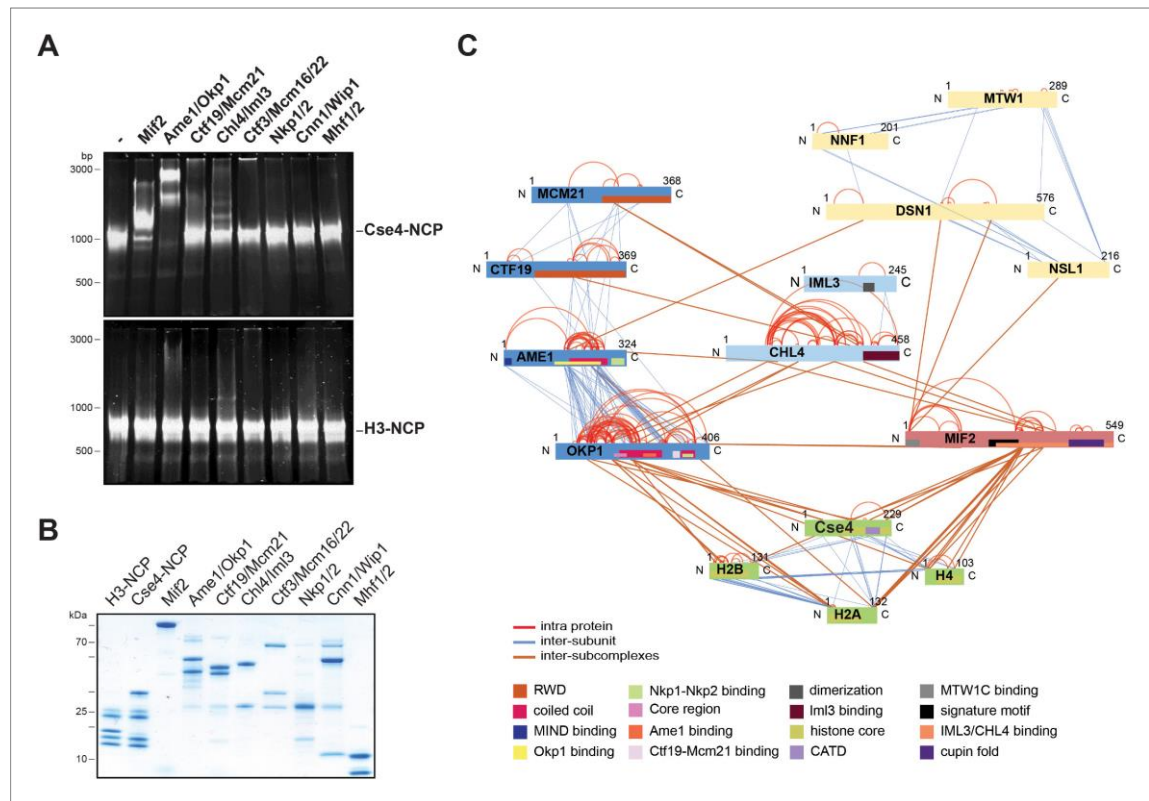 A
-
Mif2
Ame1/Okp1
Ctf19/Mcm21
Chl4/Iml3
Ctf3/Mcm16/22
Nkp1/2
Cnn1/Wip1
Mhf1/2
bp
3000
1000
500
Cse4-NCP
3000
1000
500
H3-NCP
B
H3-NCP
Cse4-NCP
Mif2
Ame1/Okp1
Ctf19/Mcm21
Chl4/Iml3
Ctf3/Mcm16/22
Nkp1/2
Cnn1/Wip1
Mhf1/2
kDa
70
25
10
C
1 289
N MTW1 C
1 201
N NNF1 C
1 368
N MCM21 C
1 576
N DSN1 C
1 369
N CTF19 C
1 245
N IML3 C
1 216
N NSL1 C
1 324
N AME1 C
1 458
N CHL4 C
1 406
N OKP1 C
1 549
N MIF2 C
1 229
N Cse4 C
1 131
N H2B C
1 103
N H4 C
1 132
N H2A C
intra protein
inter-subunit
inter-subcomplexes
RWD Nkp1-Nkp2 binding dimerization MTW1C binding
coiled coil Core region Iml3 binding signature motif
MIND binding Ame1 binding histone core IML3/CHL4 binding
Okp1 binding Ctf19-Mcm21 binding CATD cupin fold